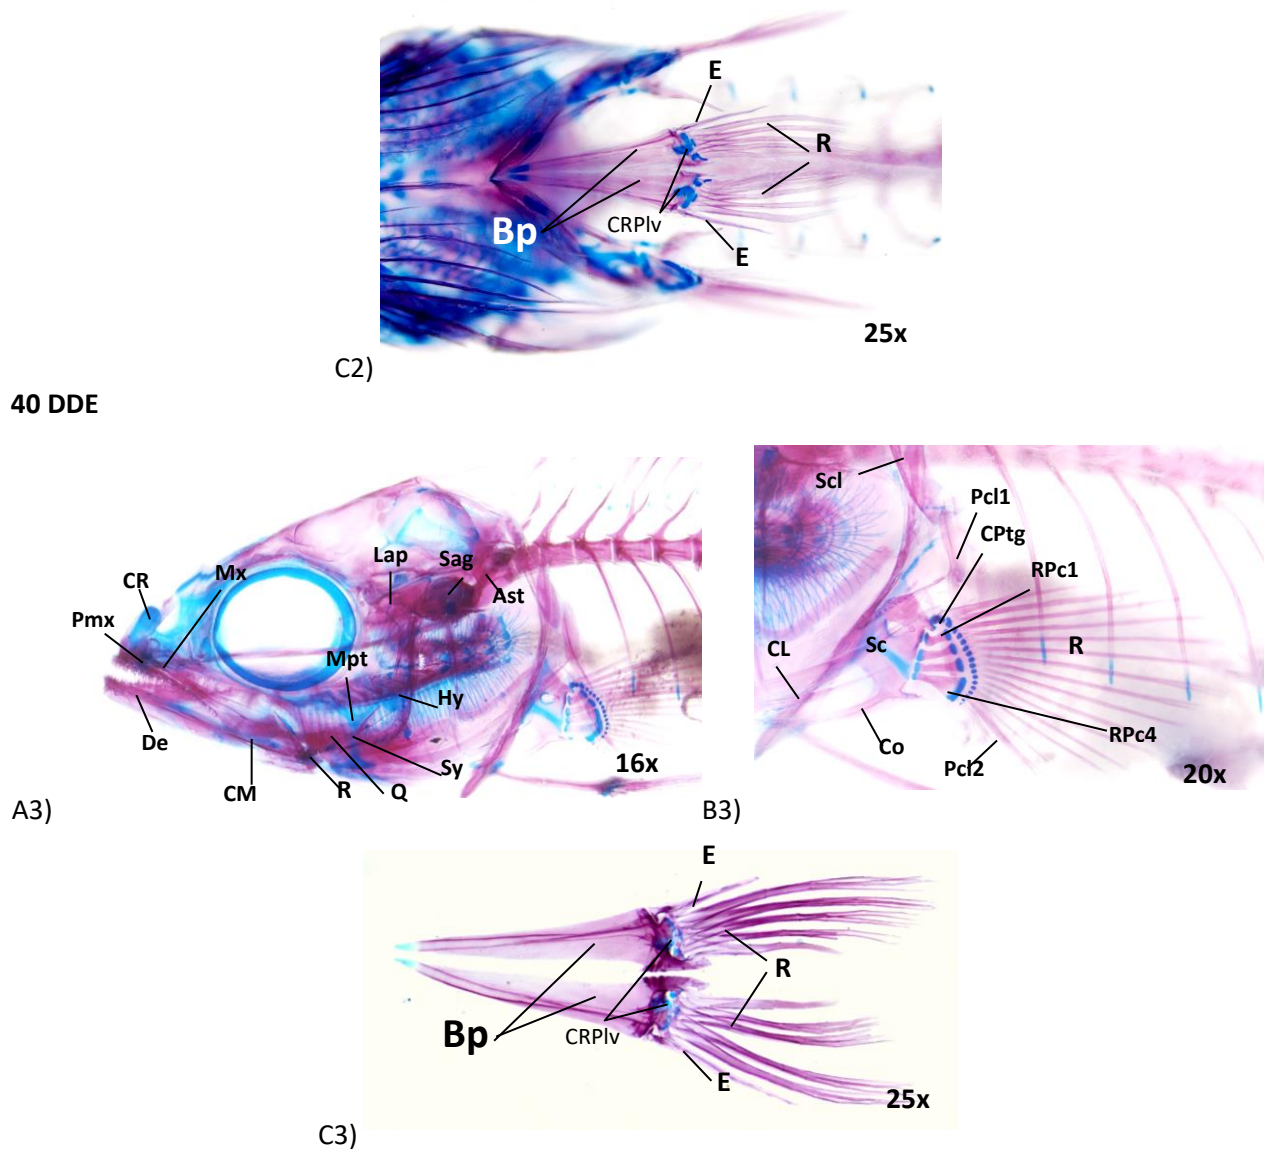 E
R
Bp
CRPlv
E
25x
C2)
40 DDE
CR
Mx
Pmx
Lap
Sag
Ast
Mpt
Hy
De
CM
R
Q
Sy
16x
A3)
Scl
Pcl1
CPtg
RPc1
CL
Sc
R
Co
Pcl2
RPc4
20x
B3)
E
R
Bp
CRPlv
E
25x
C3)